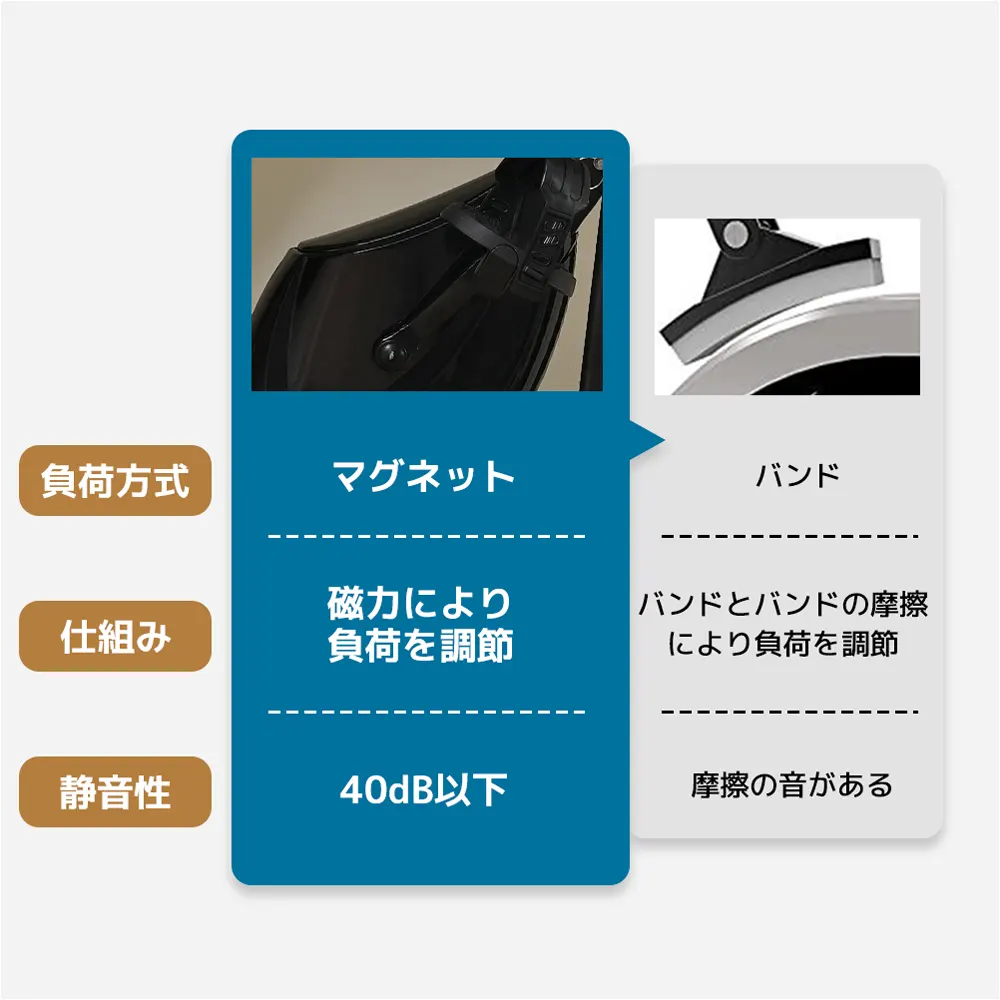 負荷方式
マグネット
バンド
仕組み
磁力により
負荷を調節
バンドとバンドの摩擦
により負荷を調節
静音性
40dB以下
摩擦の音がある